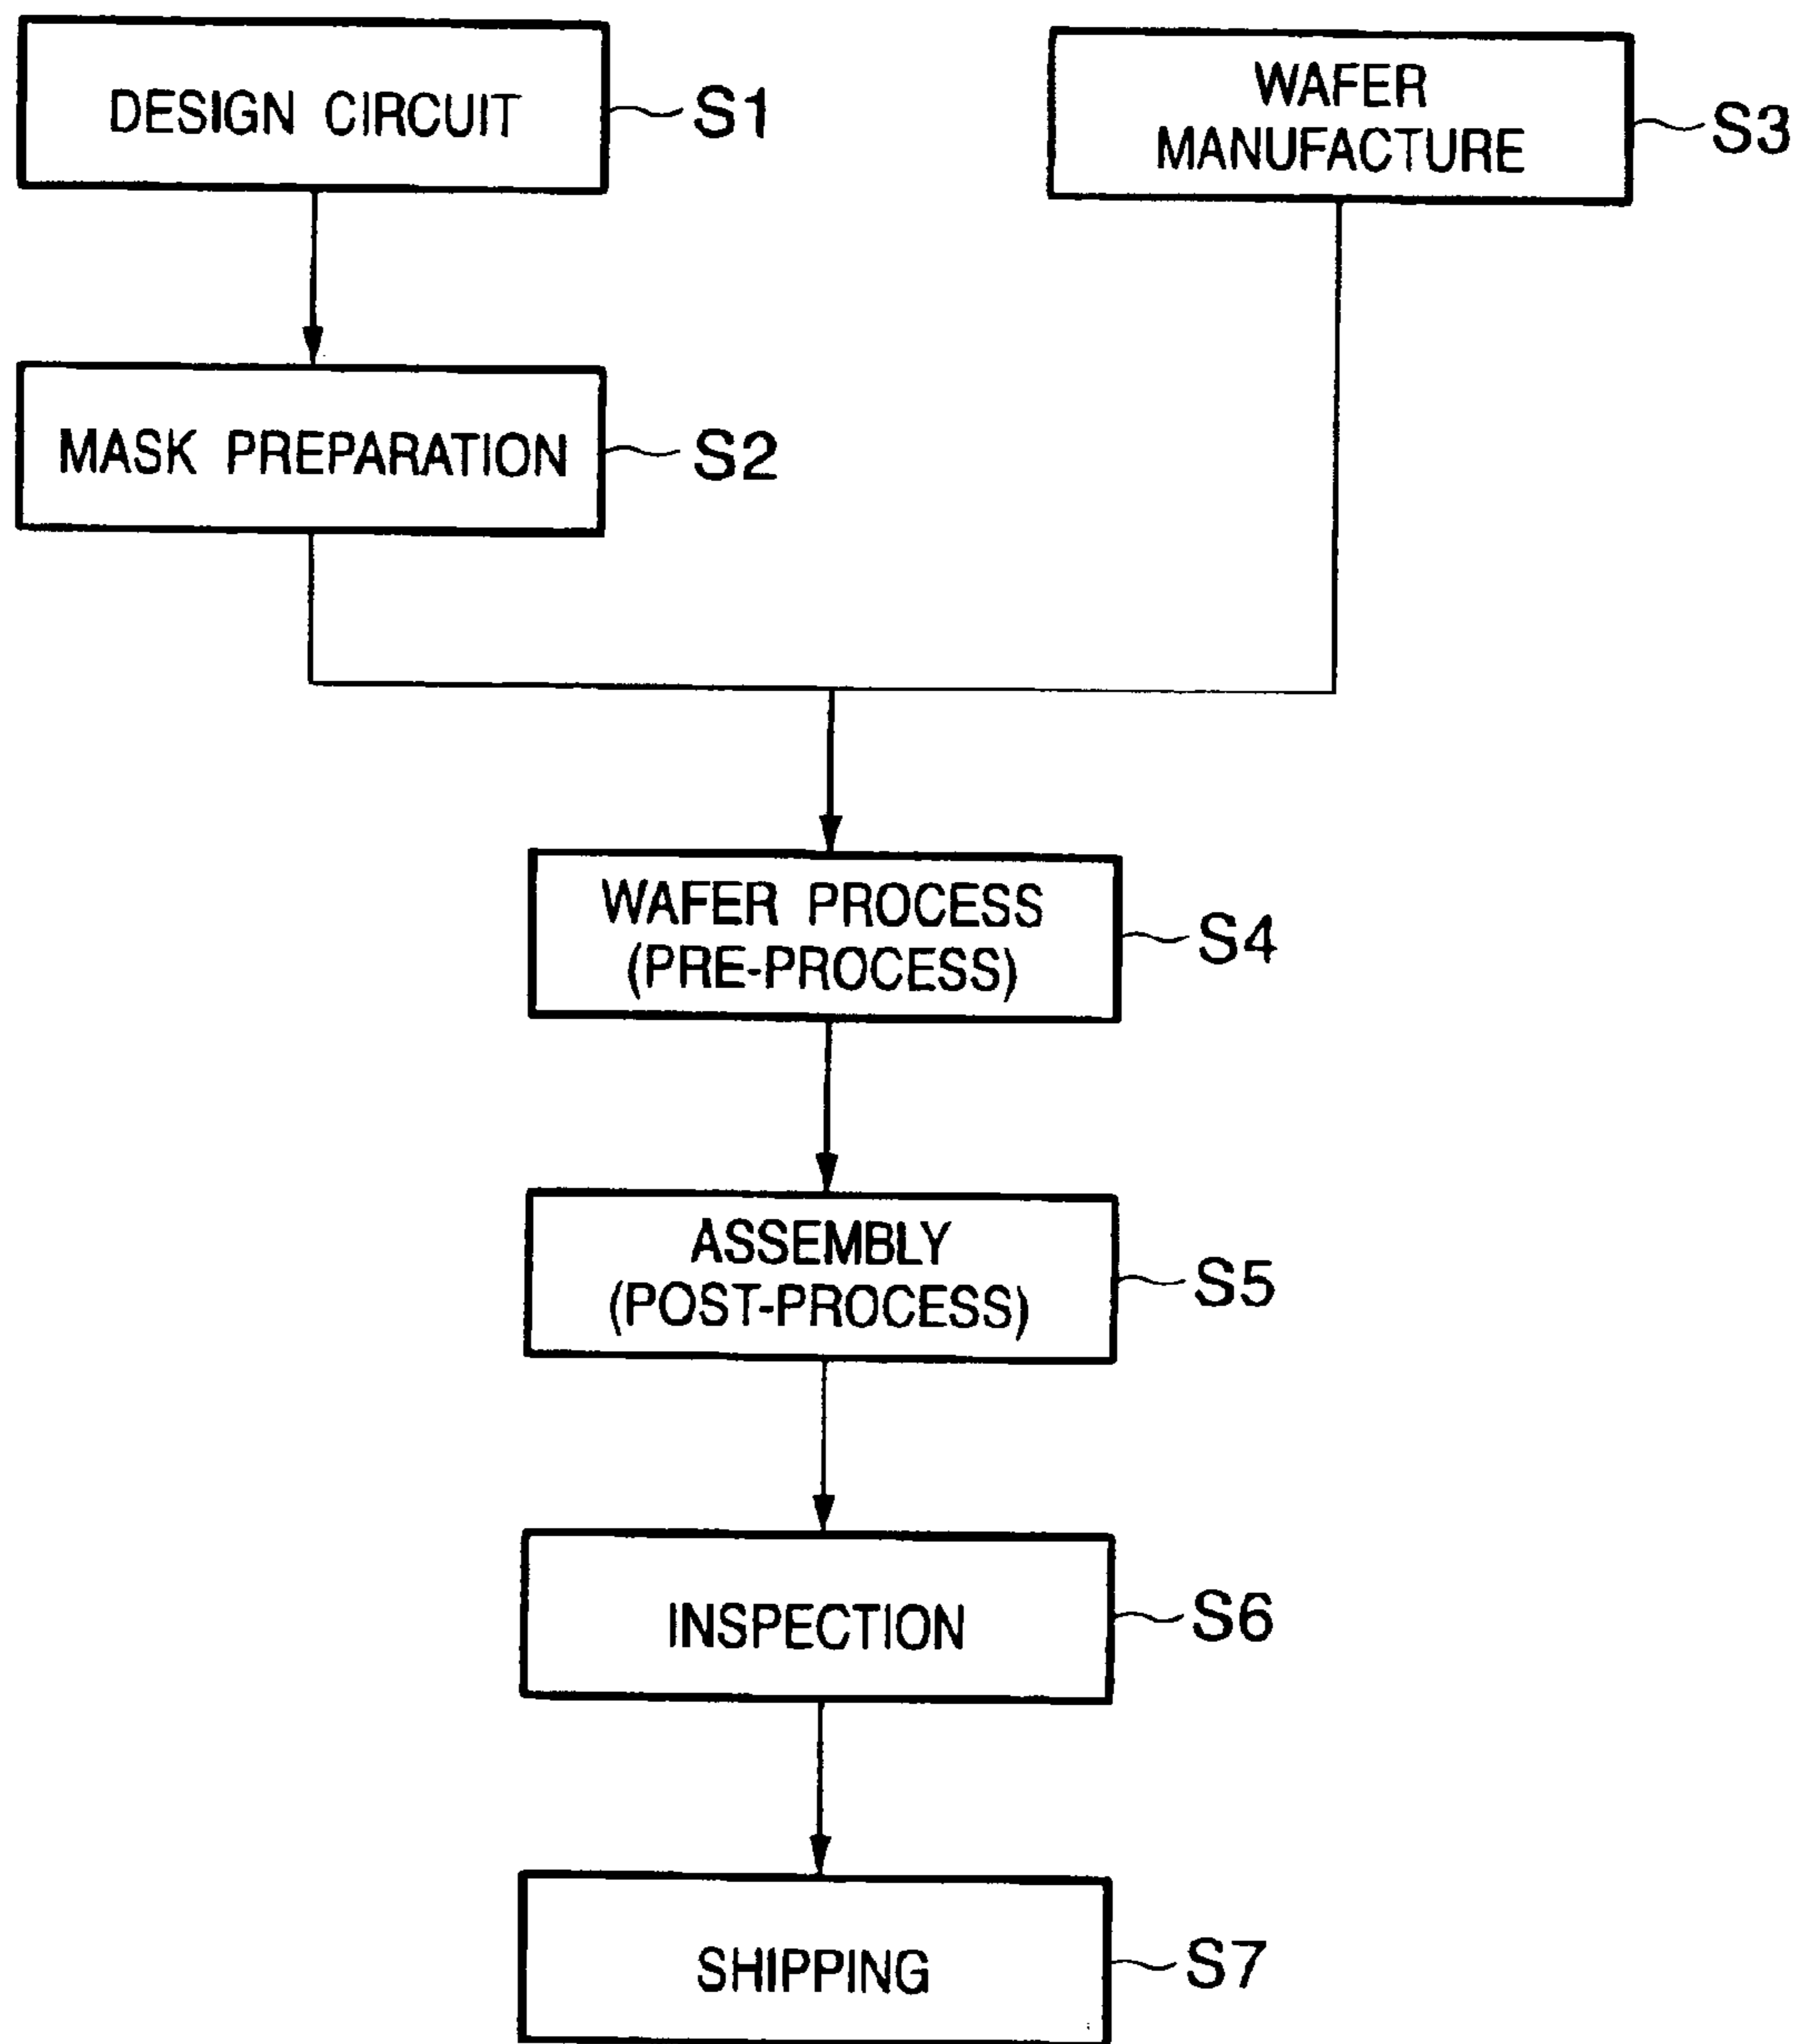 DESIGN CIRCUIT
S1
WAFER
MANUFACTURE
S3
MASK PREPARATION
S2
WAFER PROCESS
(PRE-PROCESS)
S4
ASSEMBLY
(POST-PROCESS)
S5
INSPECTION
S6
SHIPPING
S7